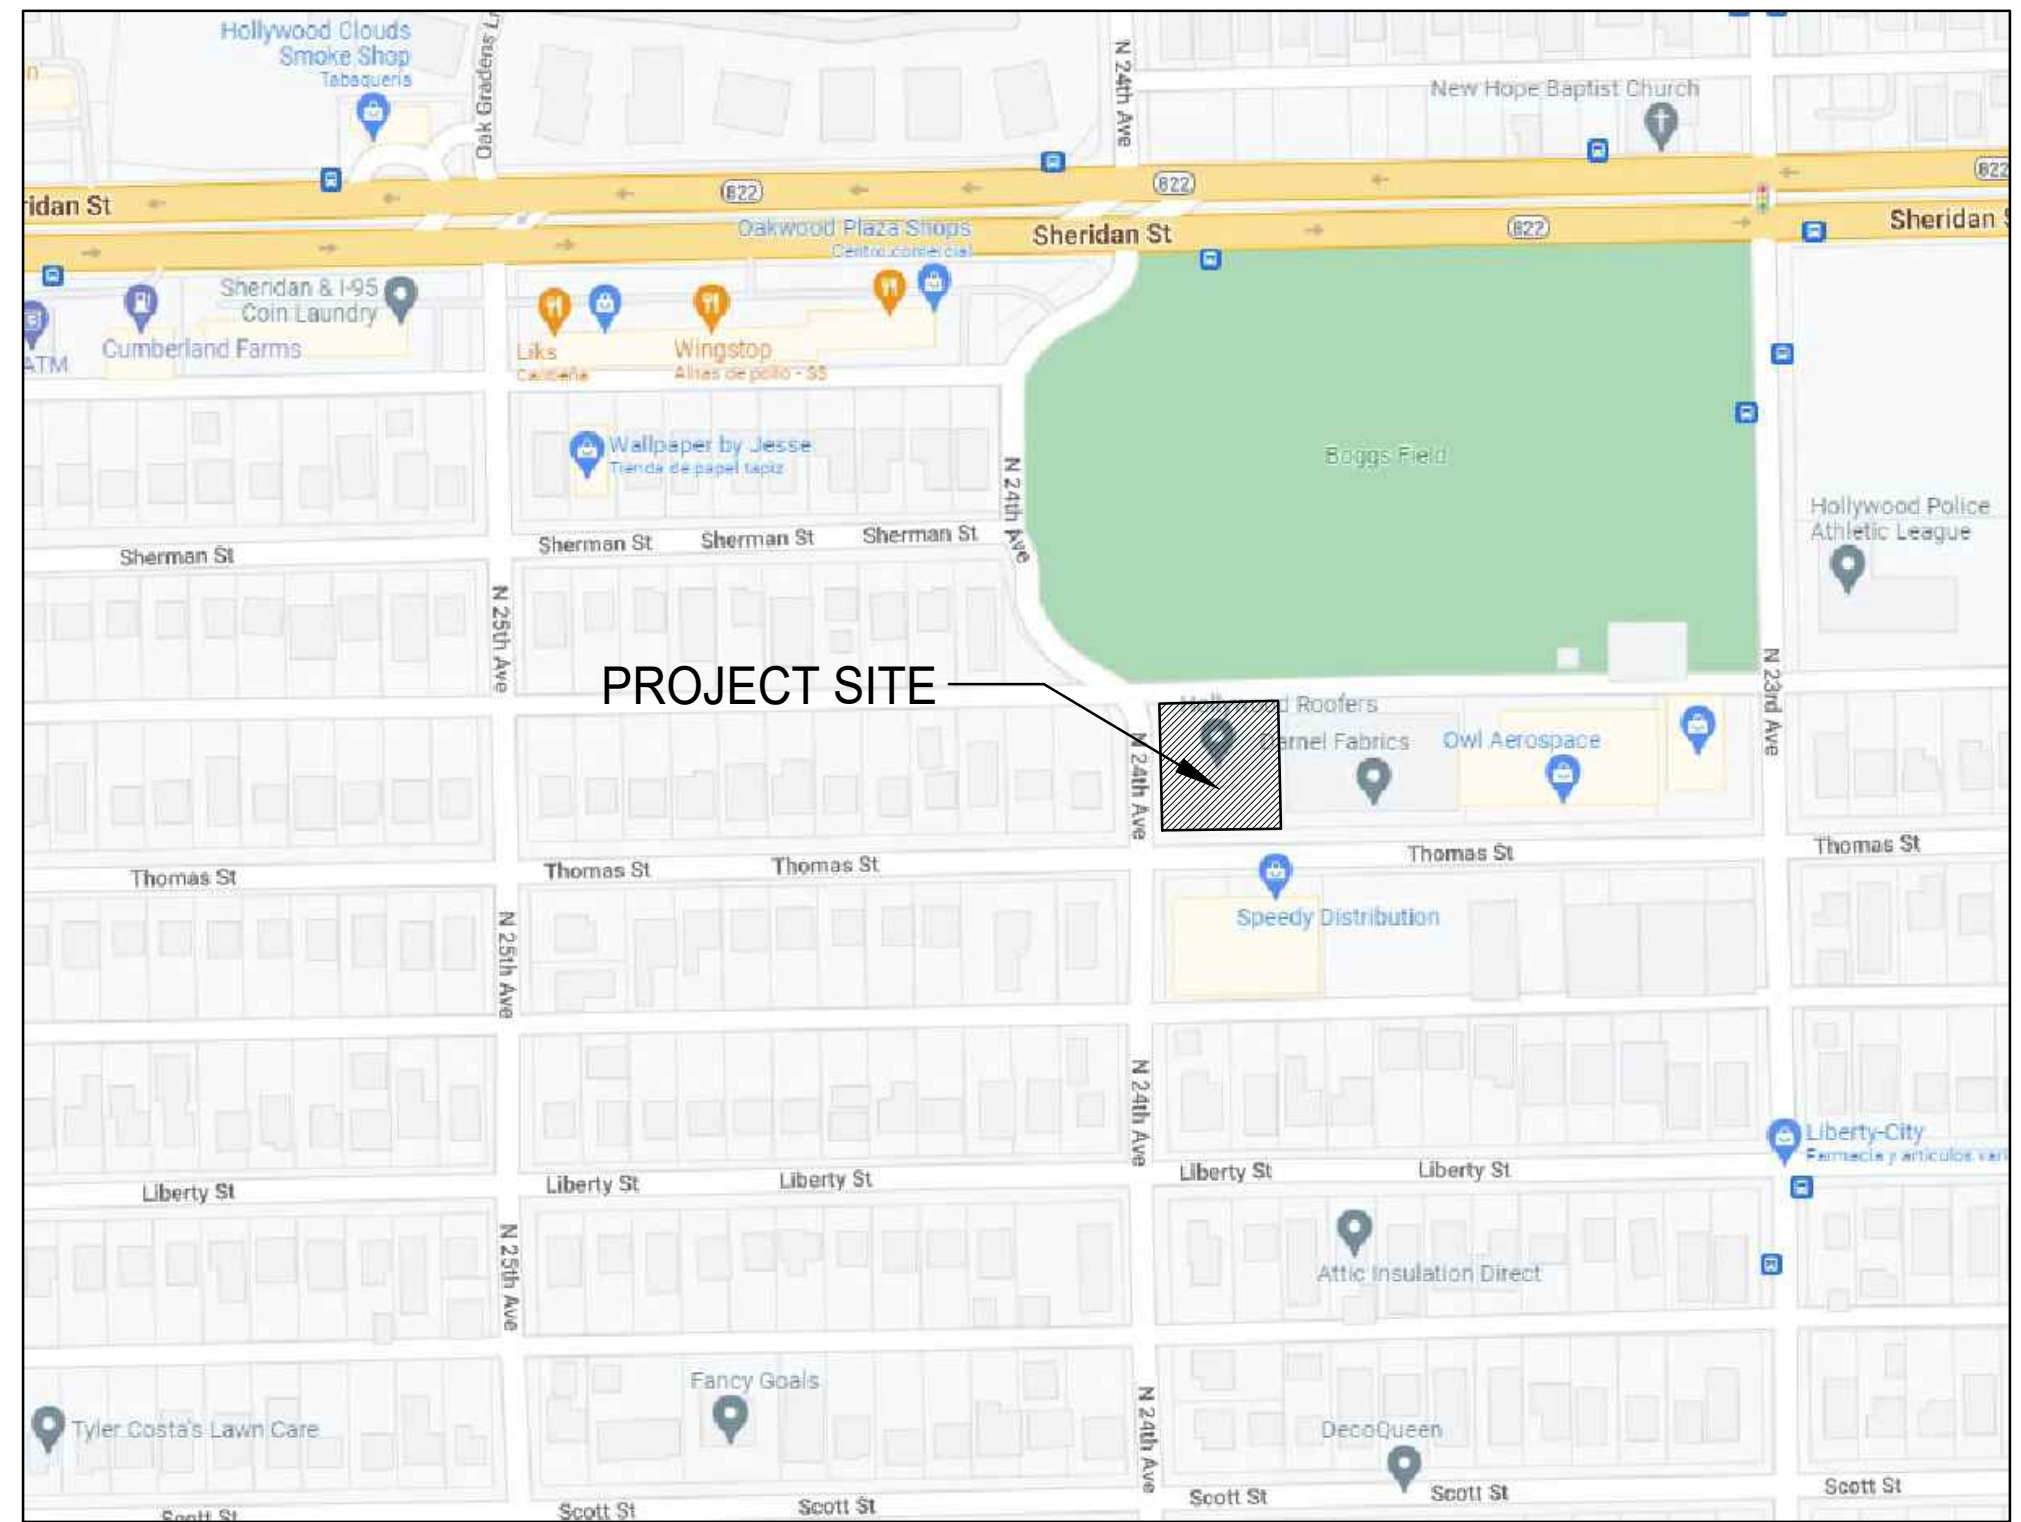 Hollywood Clouds
Smoke Shop
Tabaquería
Oak Gradens
N 24th Ave
New Hope Baptist Church
822
822
822
ridan St
Oakwood Plaza Shops
Centro comercial
Sheridan St
822
Sheridan
Sheridan & I-95
Coin Laundry
ATM
Cumberland Farms
Liks
Wingstop
Alitas de pollo - $$
Wallpaper by Jesse
Tienda de papel tapiz
Boggs Field
N 24th Ave
Hollywood Police
Athletic League
Sherman St
Sherman St
Sherman St
Sherman St
N 25th Ave
PROJECT SITE
N 23rd Ave
Roofers
Fabrics
Owl Aerospace
N 24th Ave
Thomas St
Thomas St
Thomas St
Thomas St
Thomas St
Speedy Distribution
N 25th Ave
N 24th Ave
Liberty-City
Farmacia y artículos
Liberty St
Liberty St
Liberty St
Liberty St
Liberty St
N 25th Ave
Attic Insulation Direct
Fancy Goals
Tyler Costa's Lawn Care
N 24th Ave
DecoQueen
Scott St
Scott St
Scott St
Scott St
Scott St
Scott St